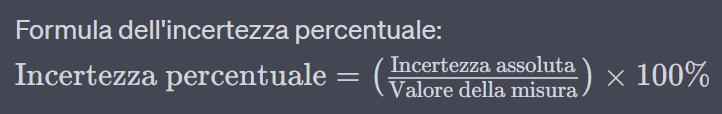 Formula dell'incertezza percentuale:
Incertezza percentuale = (Incertezza assoluta / Valore della misura) × 100%